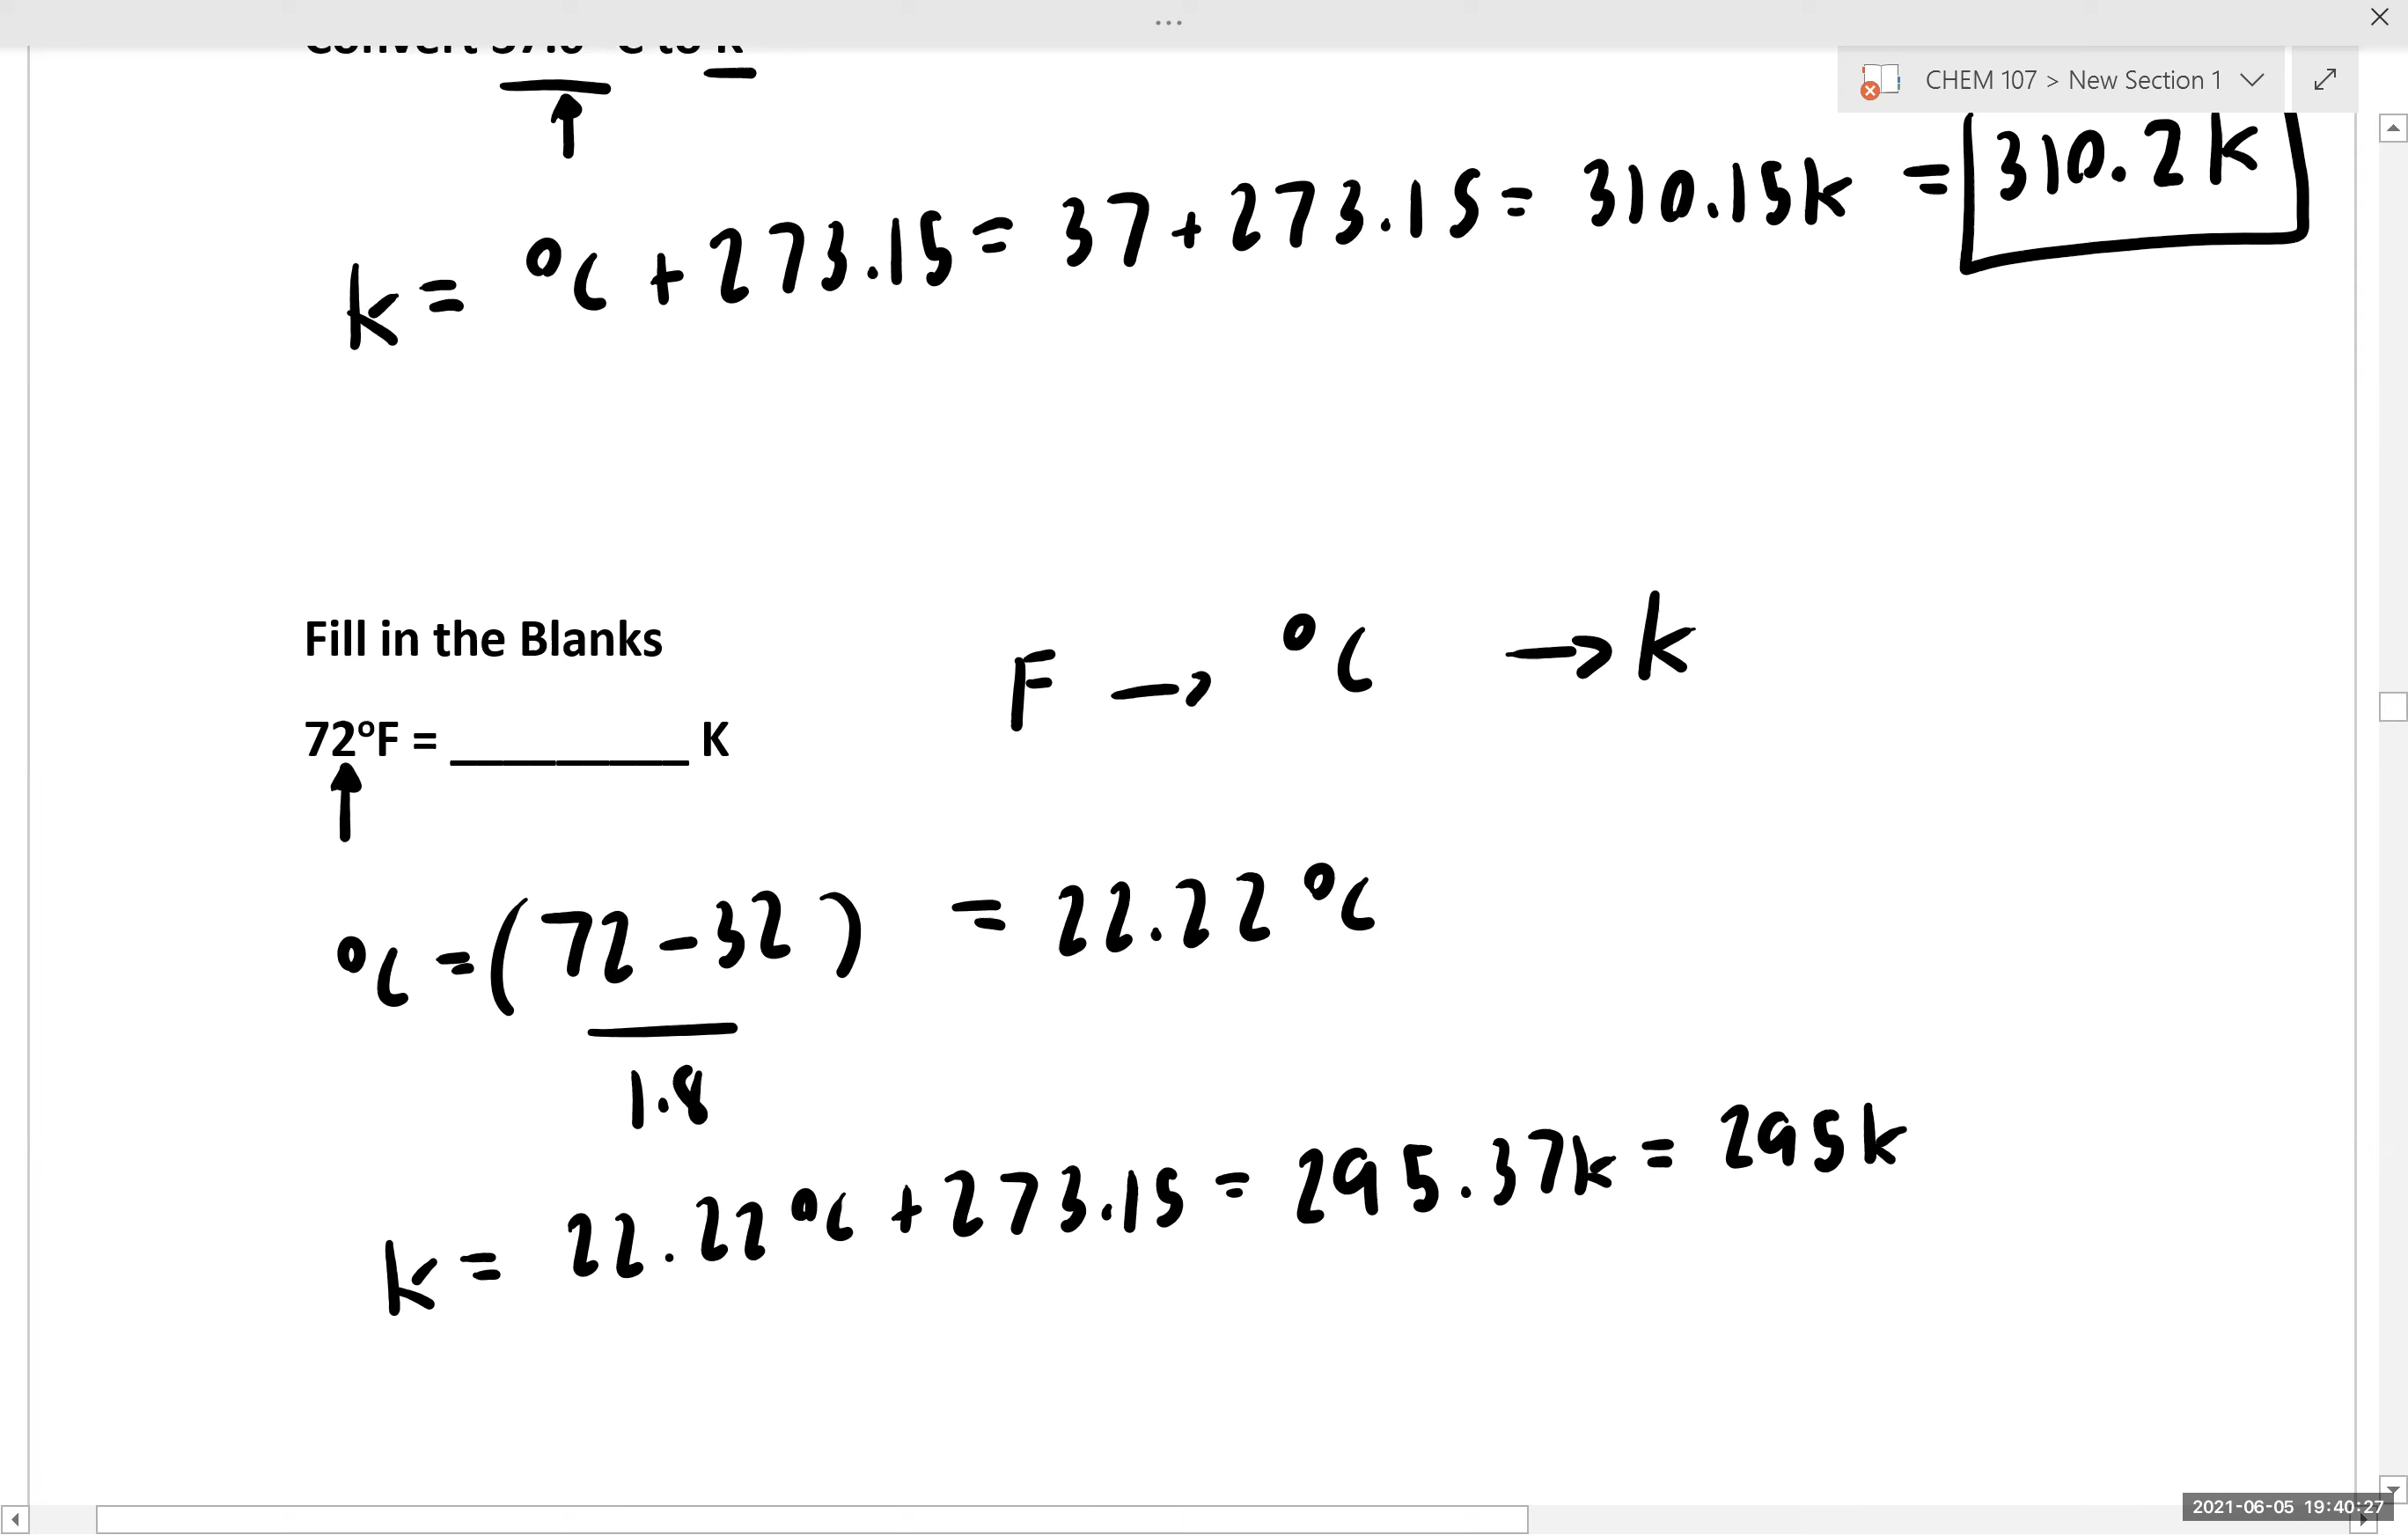 CHEM 107 > New Section 1
k = °C + 273.15 = 37 + 273.15 = 310.15k = 310.2k
Fill in the Blanks
F → °C → k
72°F = _________ K
°C = (72 - 32) = 22.22 °C
1.8
k = 22.22°C + 273.15 = 295.37k = 295k
2021-06-05 19:40:27